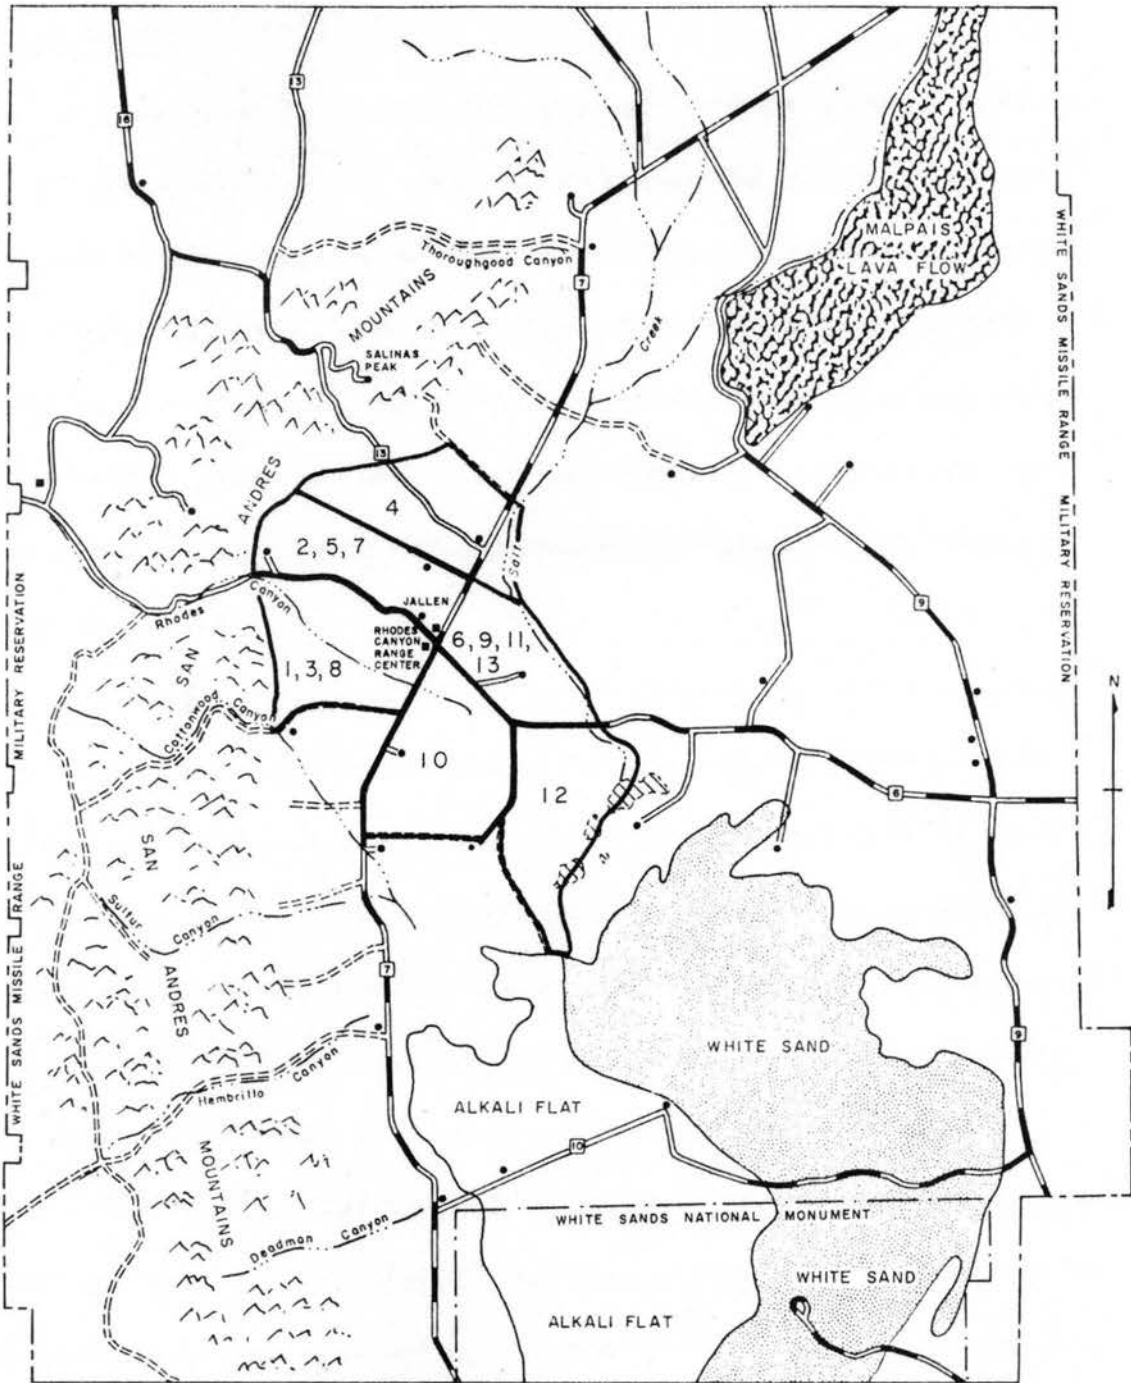 13
16
MALPAIS
LAVA FLOW
Thoroughgood Canyon
7
MOUNTAINS
Creek
SALINAS
PEAK
WHITE SANDS MISSILE RANGE MILITARY RESERVATION
13
ANDRES
4
2, 5, 7
Salt
Canyon
Rhodes
JALLEN
RHODES
CANYON
RANGE
CENTER
6, 9, 11,
13
9
SAN
1, 3, 8
N
Cottonwood Canyon
10
12
6
WHITE SANDS MISSILE RANGE MILITARY RESERVATION
SAN
Sulfur Canyon
ANDRES
7
9
WHITE SAND
Hembrillo Canyon
ALKALI FLAT
10
MOUNTAINS
Deadman Canyon
WHITE SANDS NATIONAL MONUMENT
WHITE SAND
ALKALI FLAT